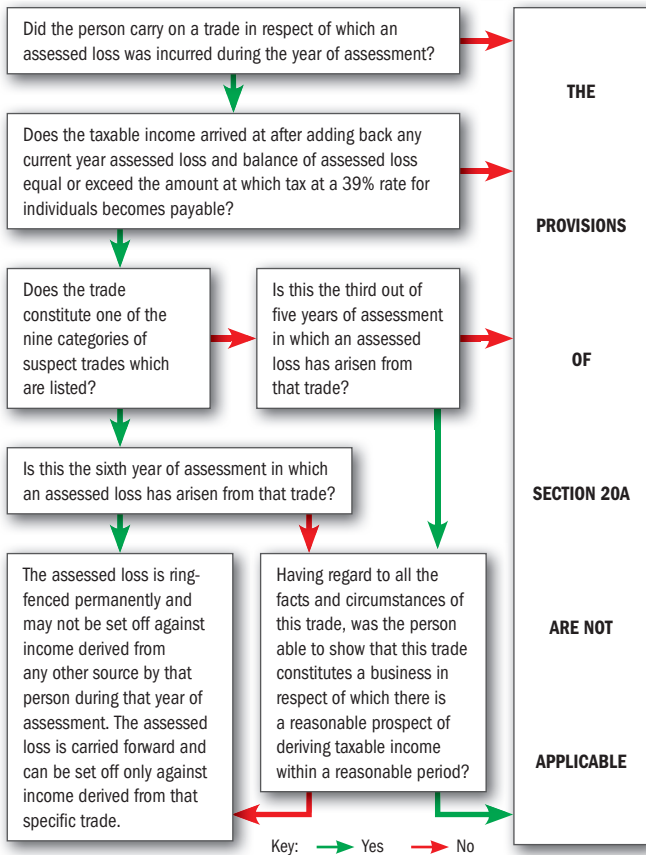 Did the person carry on a trade in respect of which an
assessed loss was incurred during the year of assessment?
Does the taxable income arrived at after adding back any
current year assessed loss and balance of assessed loss
equal or exceed the amount at which tax at a 39% rate for
individuals becomes payable?
Does the trade
constitute one of the
nine categories of
suspect trades which
are listed?
Is this the third out of
five years of assessment
in which an assessed
loss has arisen from
that trade?
Is this the sixth year of assessment in which
an assessed loss has arisen from that trade?
The assessed loss is ring-
fenced permanently and
may not be set off against
income derived from
any other source by that
person during that year of
assessment. The assessed
loss is carried forward and
can be set off only against
income derived from that
specific trade.
Having regard to all the
facts and circumstances of
this trade, was the person
able to show that this trade
constitutes a business in
respect of which there is
a reasonable prospect of
deriving taxable income
within a reasonable period?
THE
PROVISIONS
OF
SECTION 20A
ARE NOT
APPLICABLE
Key: Yes No